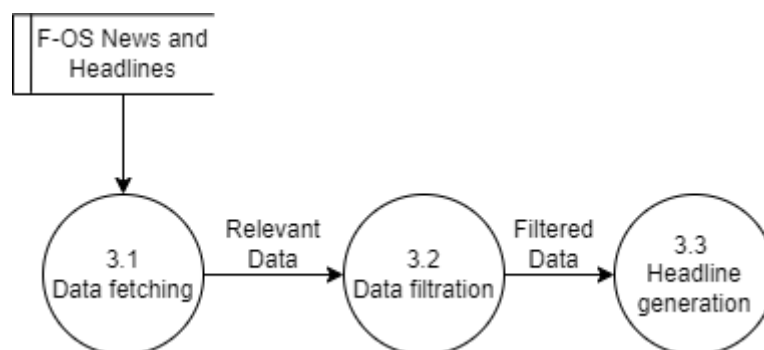 F-OS News and
Headlines
3.1
Data fetching
Relevant
Data
3.2
Data filtration
Filtered
Data
3.3
Headline
generation